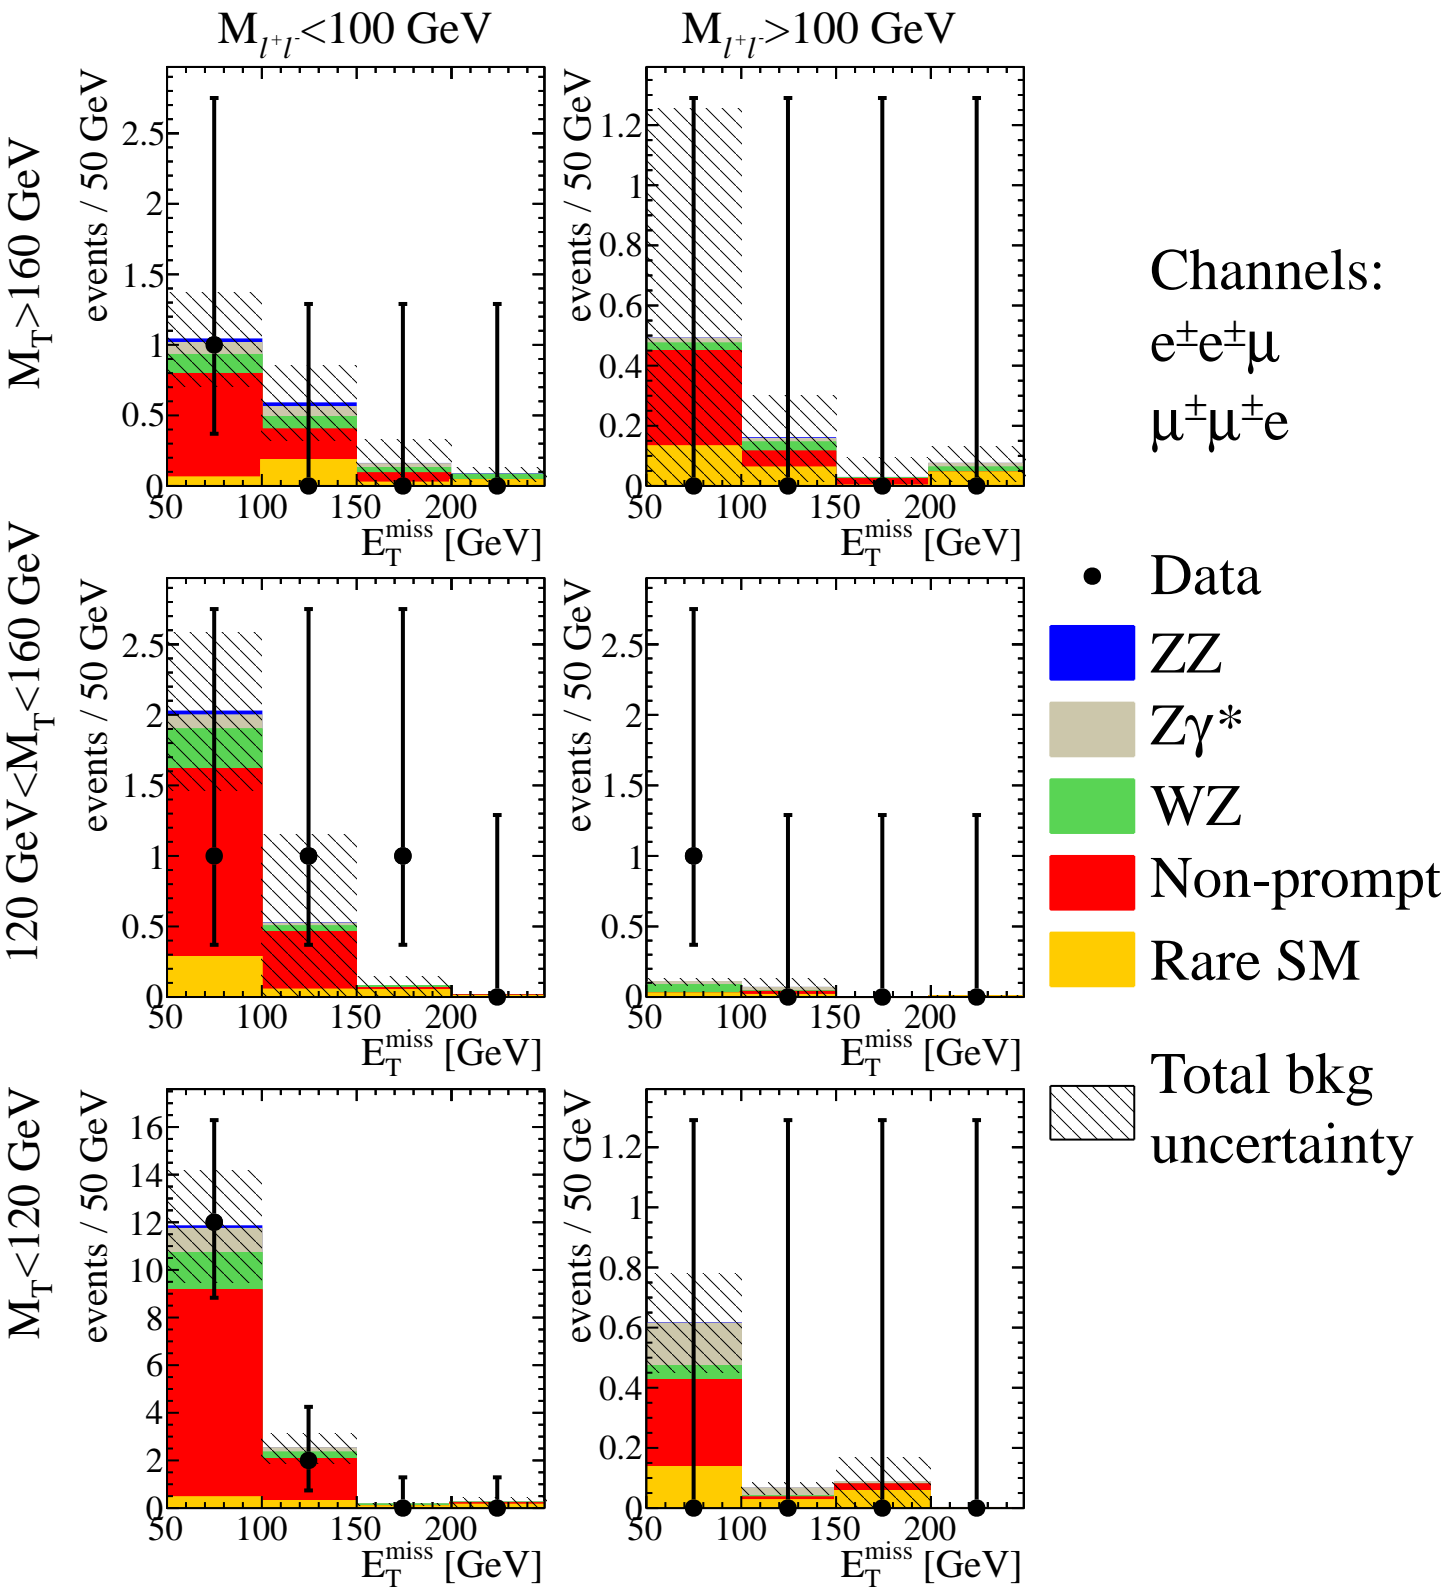 M_{l⁺l⁻}<100 GeV
M_{l⁺l⁻}>100 GeV
M_T>160 GeV
events / 50 GeV
2.5
2
1.5
1
0.5
0
50 100 150 200
E_T^miss [GeV]
events / 50 GeV
1.2
1
0.8
0.6
0.4
0.2
0
50 100 150 200
E_T^miss [GeV]
120 GeV<M_T<160 GeV
events / 50 GeV
2.5
2
1.5
1
0.5
0
50 100 150 200
E_T^miss [GeV]
events / 50 GeV
2.5
2
1.5
1
0.5
0
50 100 150 200
E_T^miss [GeV]
M_T<120 GeV
events / 50 GeV
16
14
12
10
8
6
4
2
0
50 100 150 200
E_T^miss [GeV]
events / 50 GeV
1.2
1
0.8
0.6
0.4
0.2
0
50 100 150 200
E_T^miss [GeV]
Channels:
e±e±μ
μ±μ±e
Data
ZZ
Zγ*
WZ
Non-prompt
Rare SM
Total bkg
uncertainty